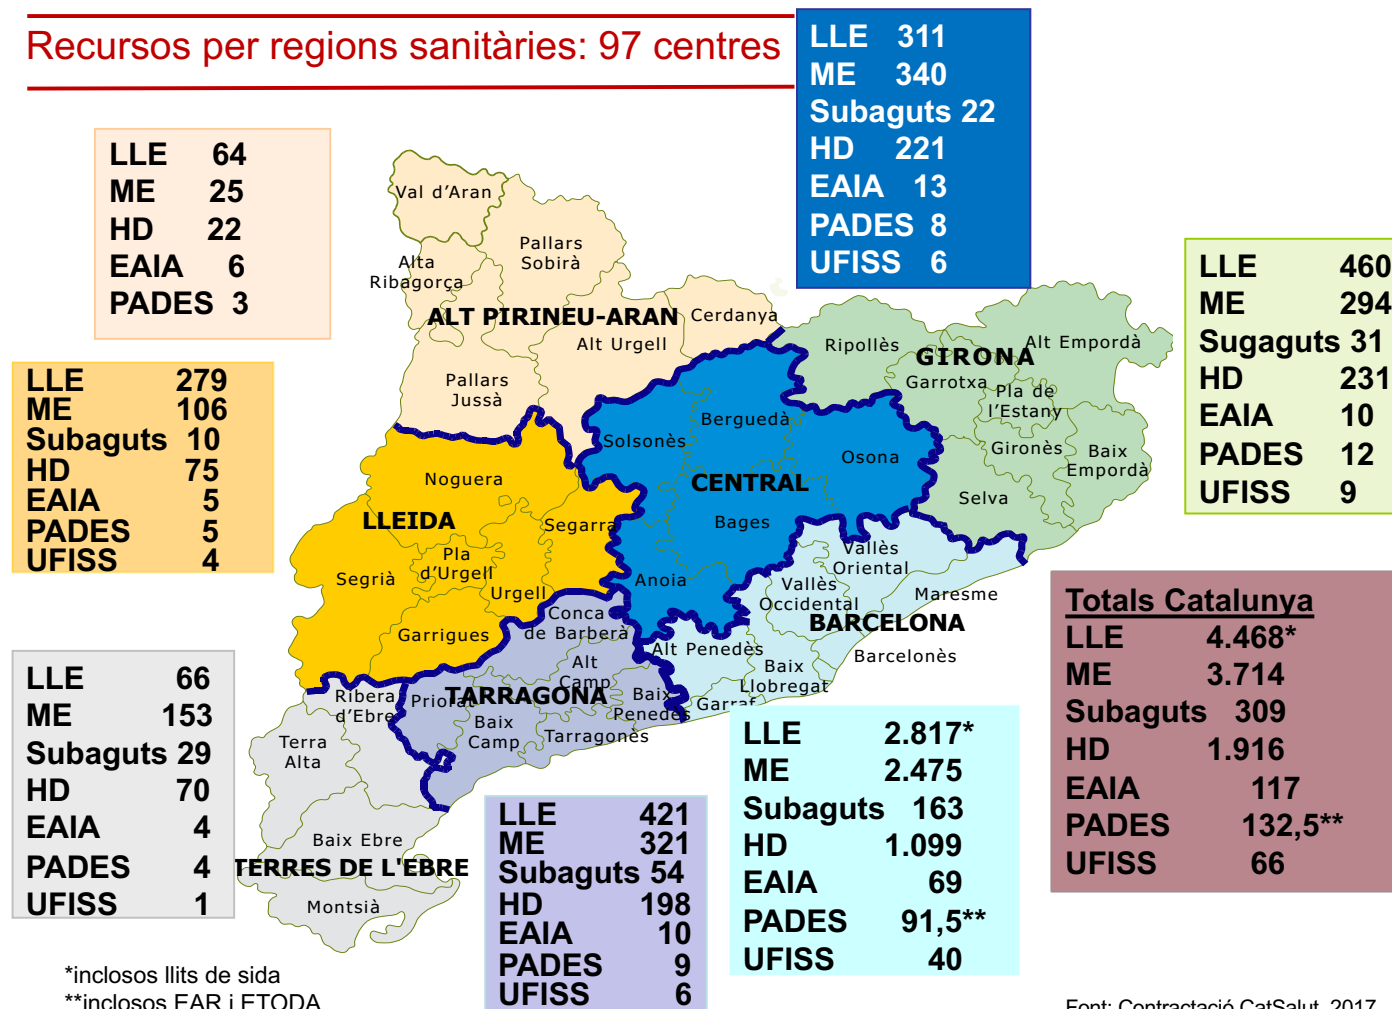 Recursos per regions sanitàries: 97 centres
LLE 311
ME 340
Subaguts 22
HD 221
EAIA 13
PADES 8
UFISS 6
LLE 64
ME 25
HD 22
EAIA 6
PADES 3
LLE 460
ME 294
Sugaguts 31
HD 231
EAIA 10
PADES 12
UFISS 9
LLE 279
ME 106
Subaguts 10
HD 75
EAIA 5
PADES 5
UFISS 4
Val d'Aran
Pallars
Sobirà
Alta
Ribagorça
ALT PIRINEU-ARAN
Cerdanya
Alt Urgell
Pallars
Jussà
Ripollès
GIRONA
Alt Empordà
Garrotxa
Pla de
l'Estany
Gironès
Baix
Empordà
Selva
Berguedà
Solsonès
Osona
CENTRAL
Bages
Anoia
Noguera
LLEIDA
Segarra
Pla
d'Urgell
Segrià
Urgell
Garrigues
Vallès
Oriental
Vallès
Occidental
Maresme
BARCELONA
Barcelonès
Alt Penedès
Baix
Llobregat
Garraf
Conca
de Barberà
Alt
Camp
TARRAGONA
Priorat
Baix
Penedès
Baix
Camp
Tarragonès
Ribera
d'Ebre
Terra
Alta
Baix Ebre
TERRES DE L'EBRE
Montsià
Totals Catalunya
LLE 4.468*
ME 3.714
Subaguts 309
HD 1.916
EAIA 117
PADES 132,5**
UFISS 66
LLE 66
ME 153
Subaguts 29
HD 70
EAIA 4
PADES 4
UFISS 1
LLE 421
ME 321
Subaguts 54
HD 198
EAIA 10
PADES 9
UFISS 6
LLE 2.817*
ME 2.475
Subaguts 163
HD 1.099
EAIA 69
PADES 91,5**
UFISS 40
*inclosos llits de sida
**inclosos EAR i ETODA
Font: Contractació CatSalut, 2017